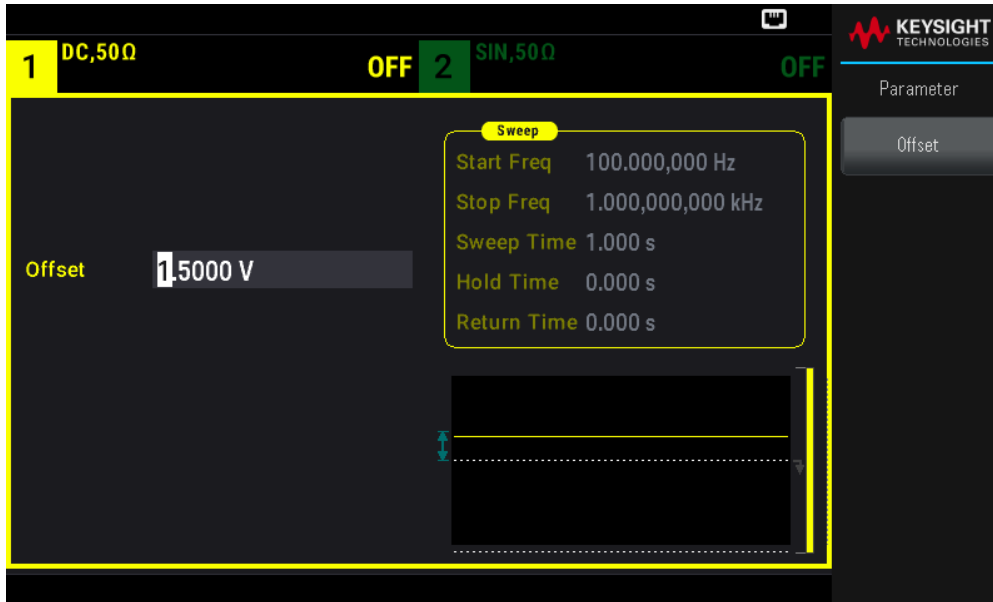 KEYSIGHT
TECHNOLOGIES
1 DC,50Ω OFF 2 SIN,50Ω OFF
Parameter
Offset
Sweep
Start Freq 100.000,000 Hz
Stop Freq 1.000,000,000 kHz
Sweep Time 1.000 s
Offset 1.5000 V
Hold Time 0.000 s
Return Time 0.000 s